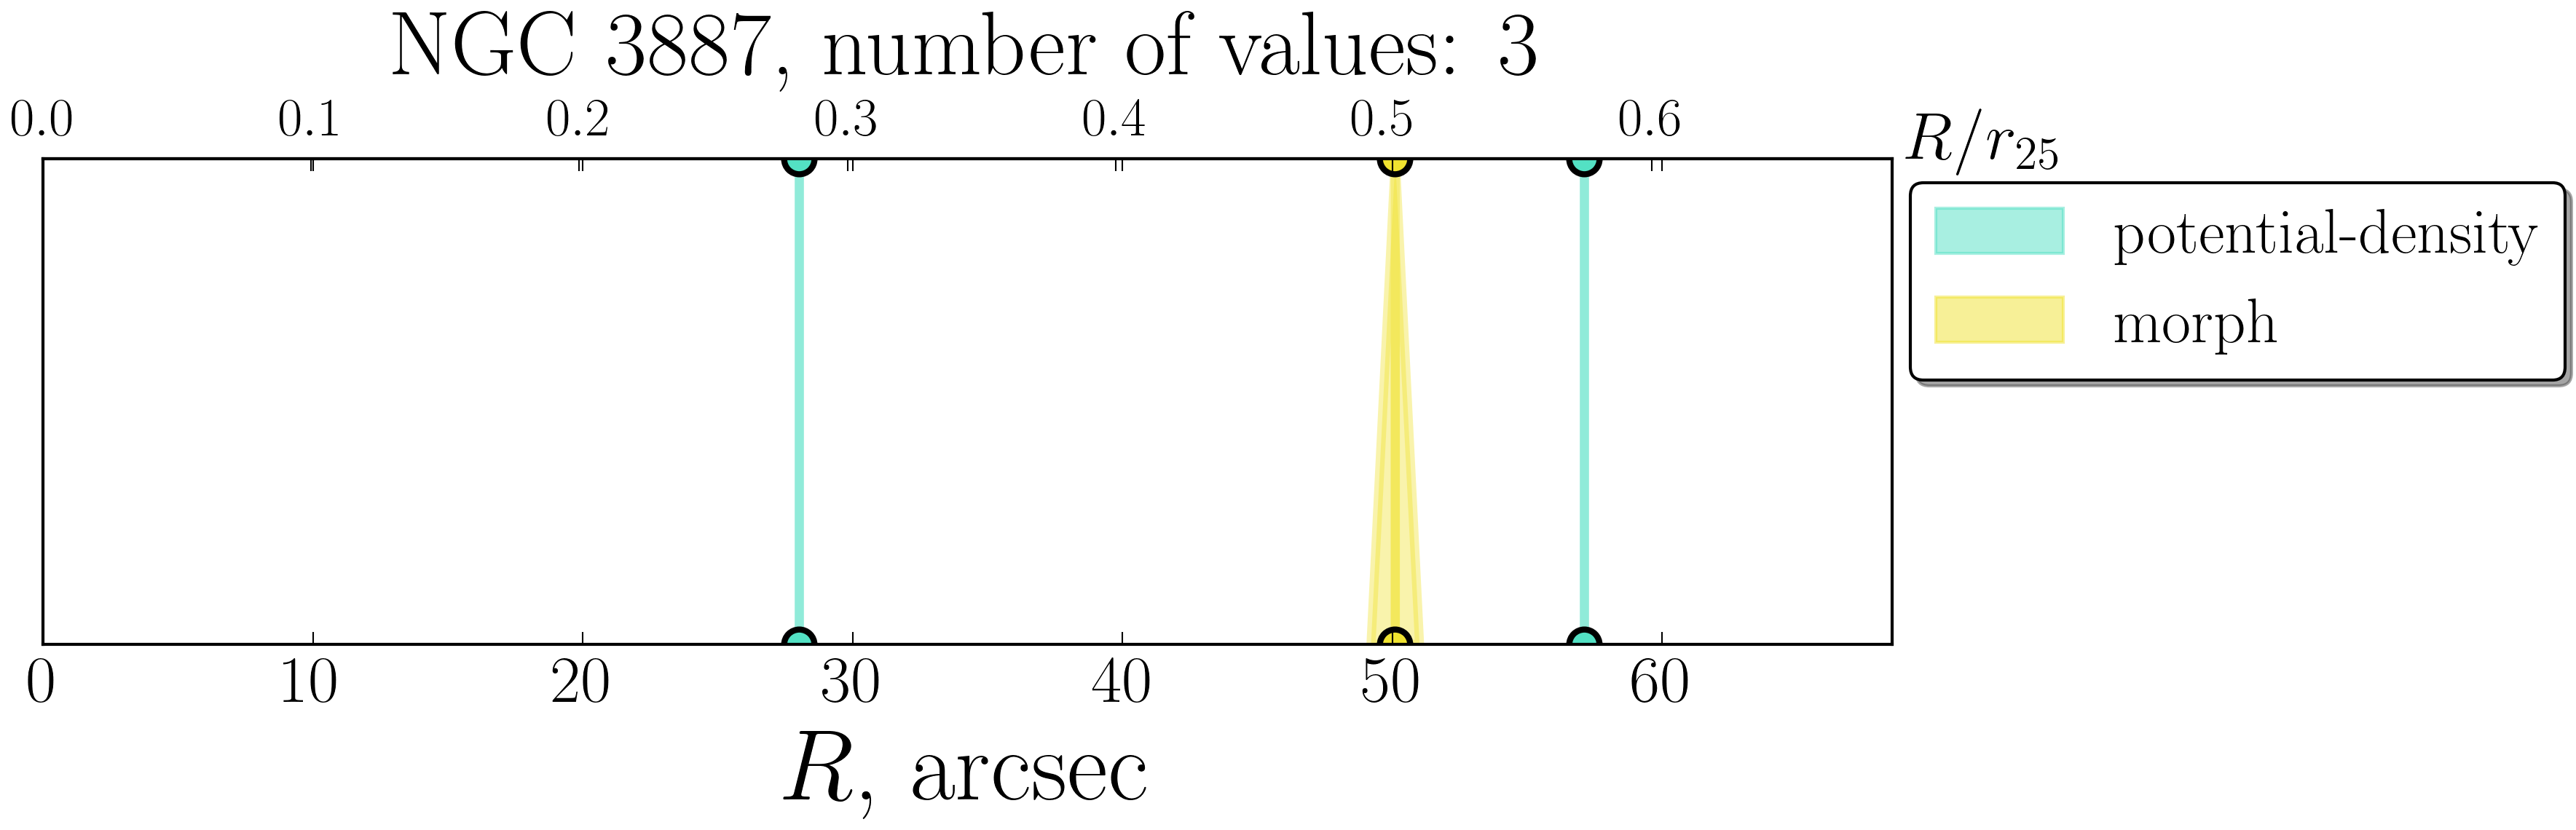 NGC 3887, number of values: 3
0.0 0.1 0.2 0.3 0.4 0.5 0.6
R/r25
potential-density
morph
0 10 20 30 40 50 60
R, arcsec